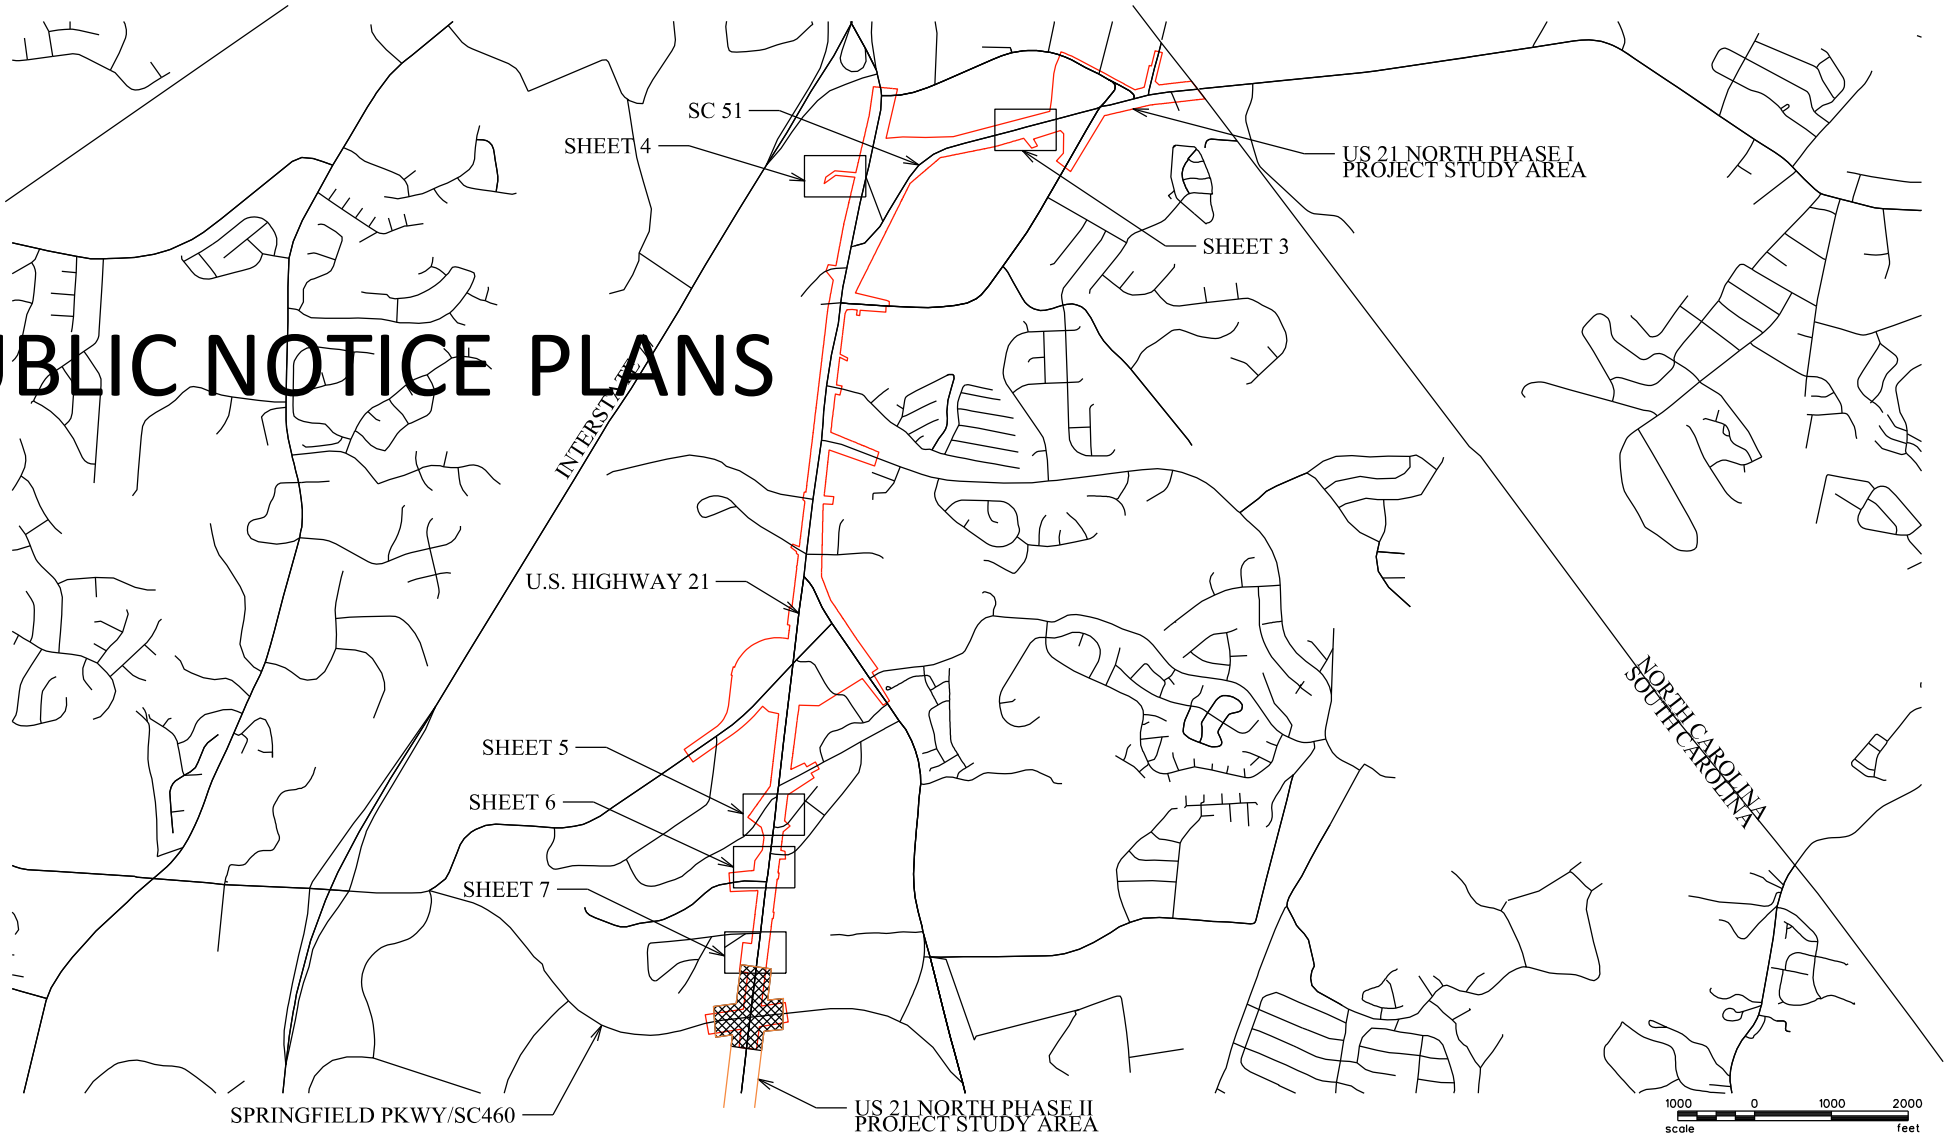 SC 51
SHEET 4
US 21 NORTH PHASE I
PROJECT STUDY AREA
SHEET 3
UBLIC NOTICE PLANS
INTERSTATE
U.S. HIGHWAY 21
NORTH CAROLINA
SOUTH CAROLINA
SHEET 5
SHEET 6
SHEET 7
SPRINGFIELD PKWY/SC460
US 21 NORTH PHASE II
PROJECT STUDY AREA
1000 0 1000 2000
scale feet